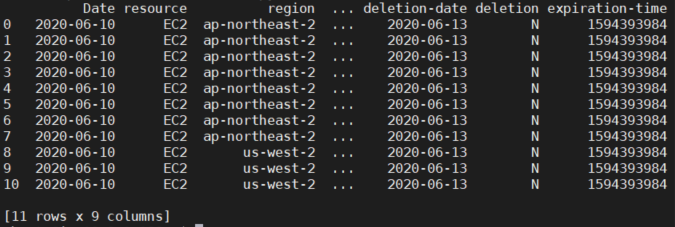 Date resource region ... deletion-date deletion expiration-time
0 2020-06-10 EC2 ap-northeast-2 ... 2020-06-13 N 1594393984
1 2020-06-10 EC2 ap-northeast-2 ... 2020-06-13 N 1594393984
2 2020-06-10 EC2 ap-northeast-2 ... 2020-06-13 N 1594393984
3 2020-06-10 EC2 ap-northeast-2 ... 2020-06-13 N 1594393984
4 2020-06-10 EC2 ap-northeast-2 ... 2020-06-13 N 1594393984
5 2020-06-10 EC2 ap-northeast-2 ... 2020-06-13 N 1594393984
6 2020-06-10 EC2 ap-northeast-2 ... 2020-06-13 N 1594393984
7 2020-06-10 EC2 ap-northeast-2 ... 2020-06-13 N 1594393984
8 2020-06-10 EC2 us-west-2 ... 2020-06-13 N 1594393984
9 2020-06-10 EC2 us-west-2 ... 2020-06-13 N 1594393984
10 2020-06-10 EC2 us-west-2 ... 2020-06-13 N 1594393984
[11 rows x 9 columns]